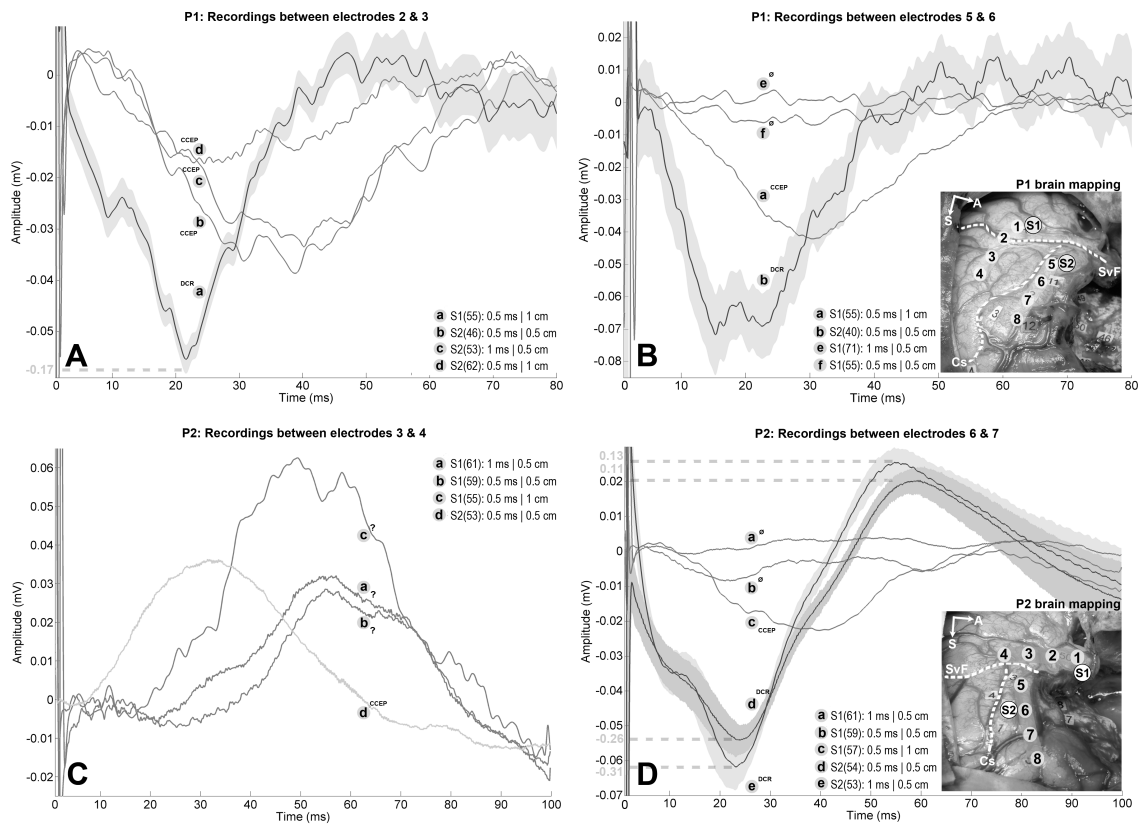 P1: Recordings between electrodes 2 & 3
Amplitude (mV)
0
-0.01
-0.02
-0.03
-0.04
-0.05
-0.17
CCEP
d
CCEP
c
b
CCEP
DCR
a
a S1(55): 0.5 ms | 1 cm
b S2(46): 0.5 ms | 0.5 cm
c S2(53): 1 ms | 0.5 cm
d S2(62): 0.5 ms | 1 cm
A
0 10 20 30 40 50 60 70 80
Time (ms)
P1: Recordings between electrodes 5 & 6
Amplitude (mV)
0.02
0.01
0
-0.01
-0.02
-0.03
-0.04
-0.05
-0.06
-0.07
-0.08
e ø
f ø
a CCEP
b DCR
a S1(55): 0.5 ms | 1 cm
b S2(40): 0.5 ms | 0.5 cm
e S1(71): 1 ms | 0.5 cm
f S1(55): 0.5 ms | 0.5 cm
B
0 10 20 30 40 50 60 70 80
Time (ms)
P1 brain mapping
A
S
1 S1
2
3
4
5 S2
SvF
6
7
8
3
12
Cs
P2: Recordings between electrodes 3 & 4
Amplitude (mV)
0.06
0.05
0.04
0.03
0.02
0.01
0
-0.01
-0.02
a S1(61): 1 ms | 0.5 cm
b S1(59): 0.5 ms | 0.5 cm
c S1(55): 0.5 ms | 1 cm
d S2(53): 0.5 ms | 0.5 cm
c ?
a ?
b ?
d CCEP
C
0 10 20 30 40 50 60 70 80 90 100
Time (ms)
P2: Recordings between electrodes 6 & 7
Amplitude (mV)
0.13
0.11
0.02
0
-0.01
-0.02
-0.03
-0.04
-0.05
-0.26
-0.06
-0.31
-0.07
a ø
b ø
c CCEP
d DCR
e DCR
a S1(61): 1 ms | 0.5 cm
b S1(59): 0.5 ms | 0.5 cm
c S1(57): 0.5 ms | 1 cm
d S2(54): 0.5 ms | 0.5 cm
e S2(53): 1 ms | 0.5 cm
D
0 10 20 30 40 50 60 70 80 90 100
Time (ms)
P2 brain mapping
A
S
4 3 2 1
SvF
S1
5
S2 6
7
Cs
8